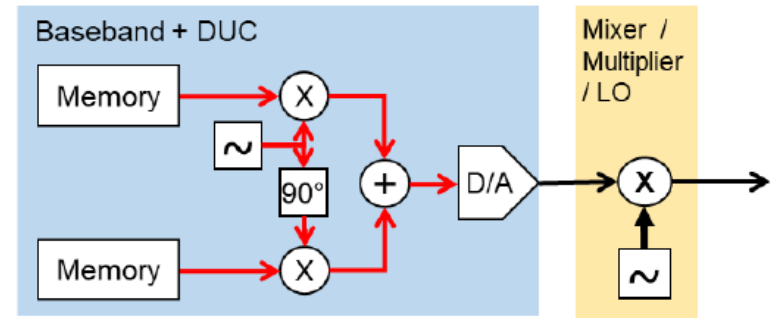 Baseband + DUC
Mixer /
Multiplier
/ LO
Memory
X
~
90°
+
D/A
X
Memory
X
~